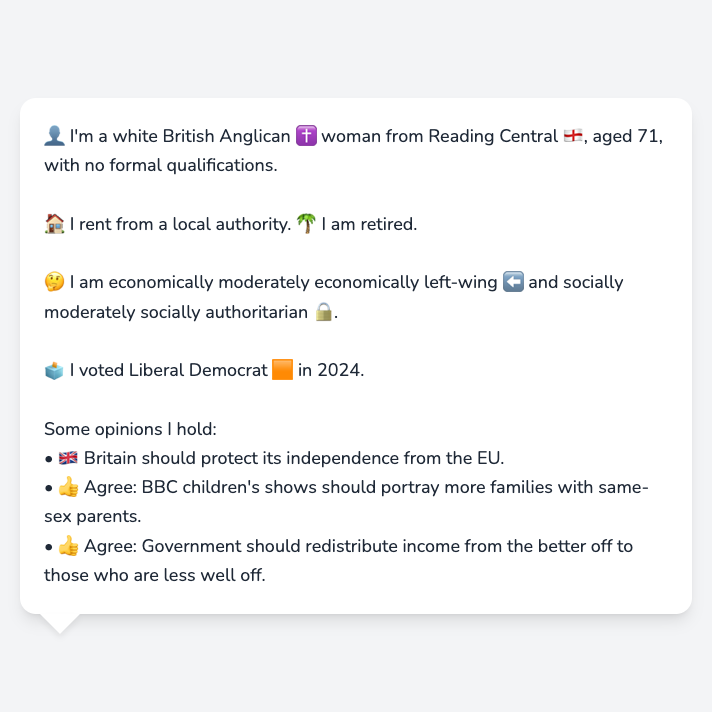 👤 I'm a white British Anglican ✝️ woman from Reading Central 🏴󠁧󠁢󠁥󠁮󠁧󠁿, aged 71,
with no formal qualifications.
🏠 I rent from a local authority. 🌴 I am retired.
🤔 I am economically moderately economically left-wing ⬅️ and socially
moderately socially authoritarian 🔒.
🗳️ I voted Liberal Democrat 🟧 in 2024.
Some opinions I hold:
• 🇬🇧 Britain should protect its independence from the EU.
• 👍 Agree: BBC children's shows should portray more families with same-
sex parents.
• 👍 Agree: Government should redistribute income from the better off to
those who are less well off.